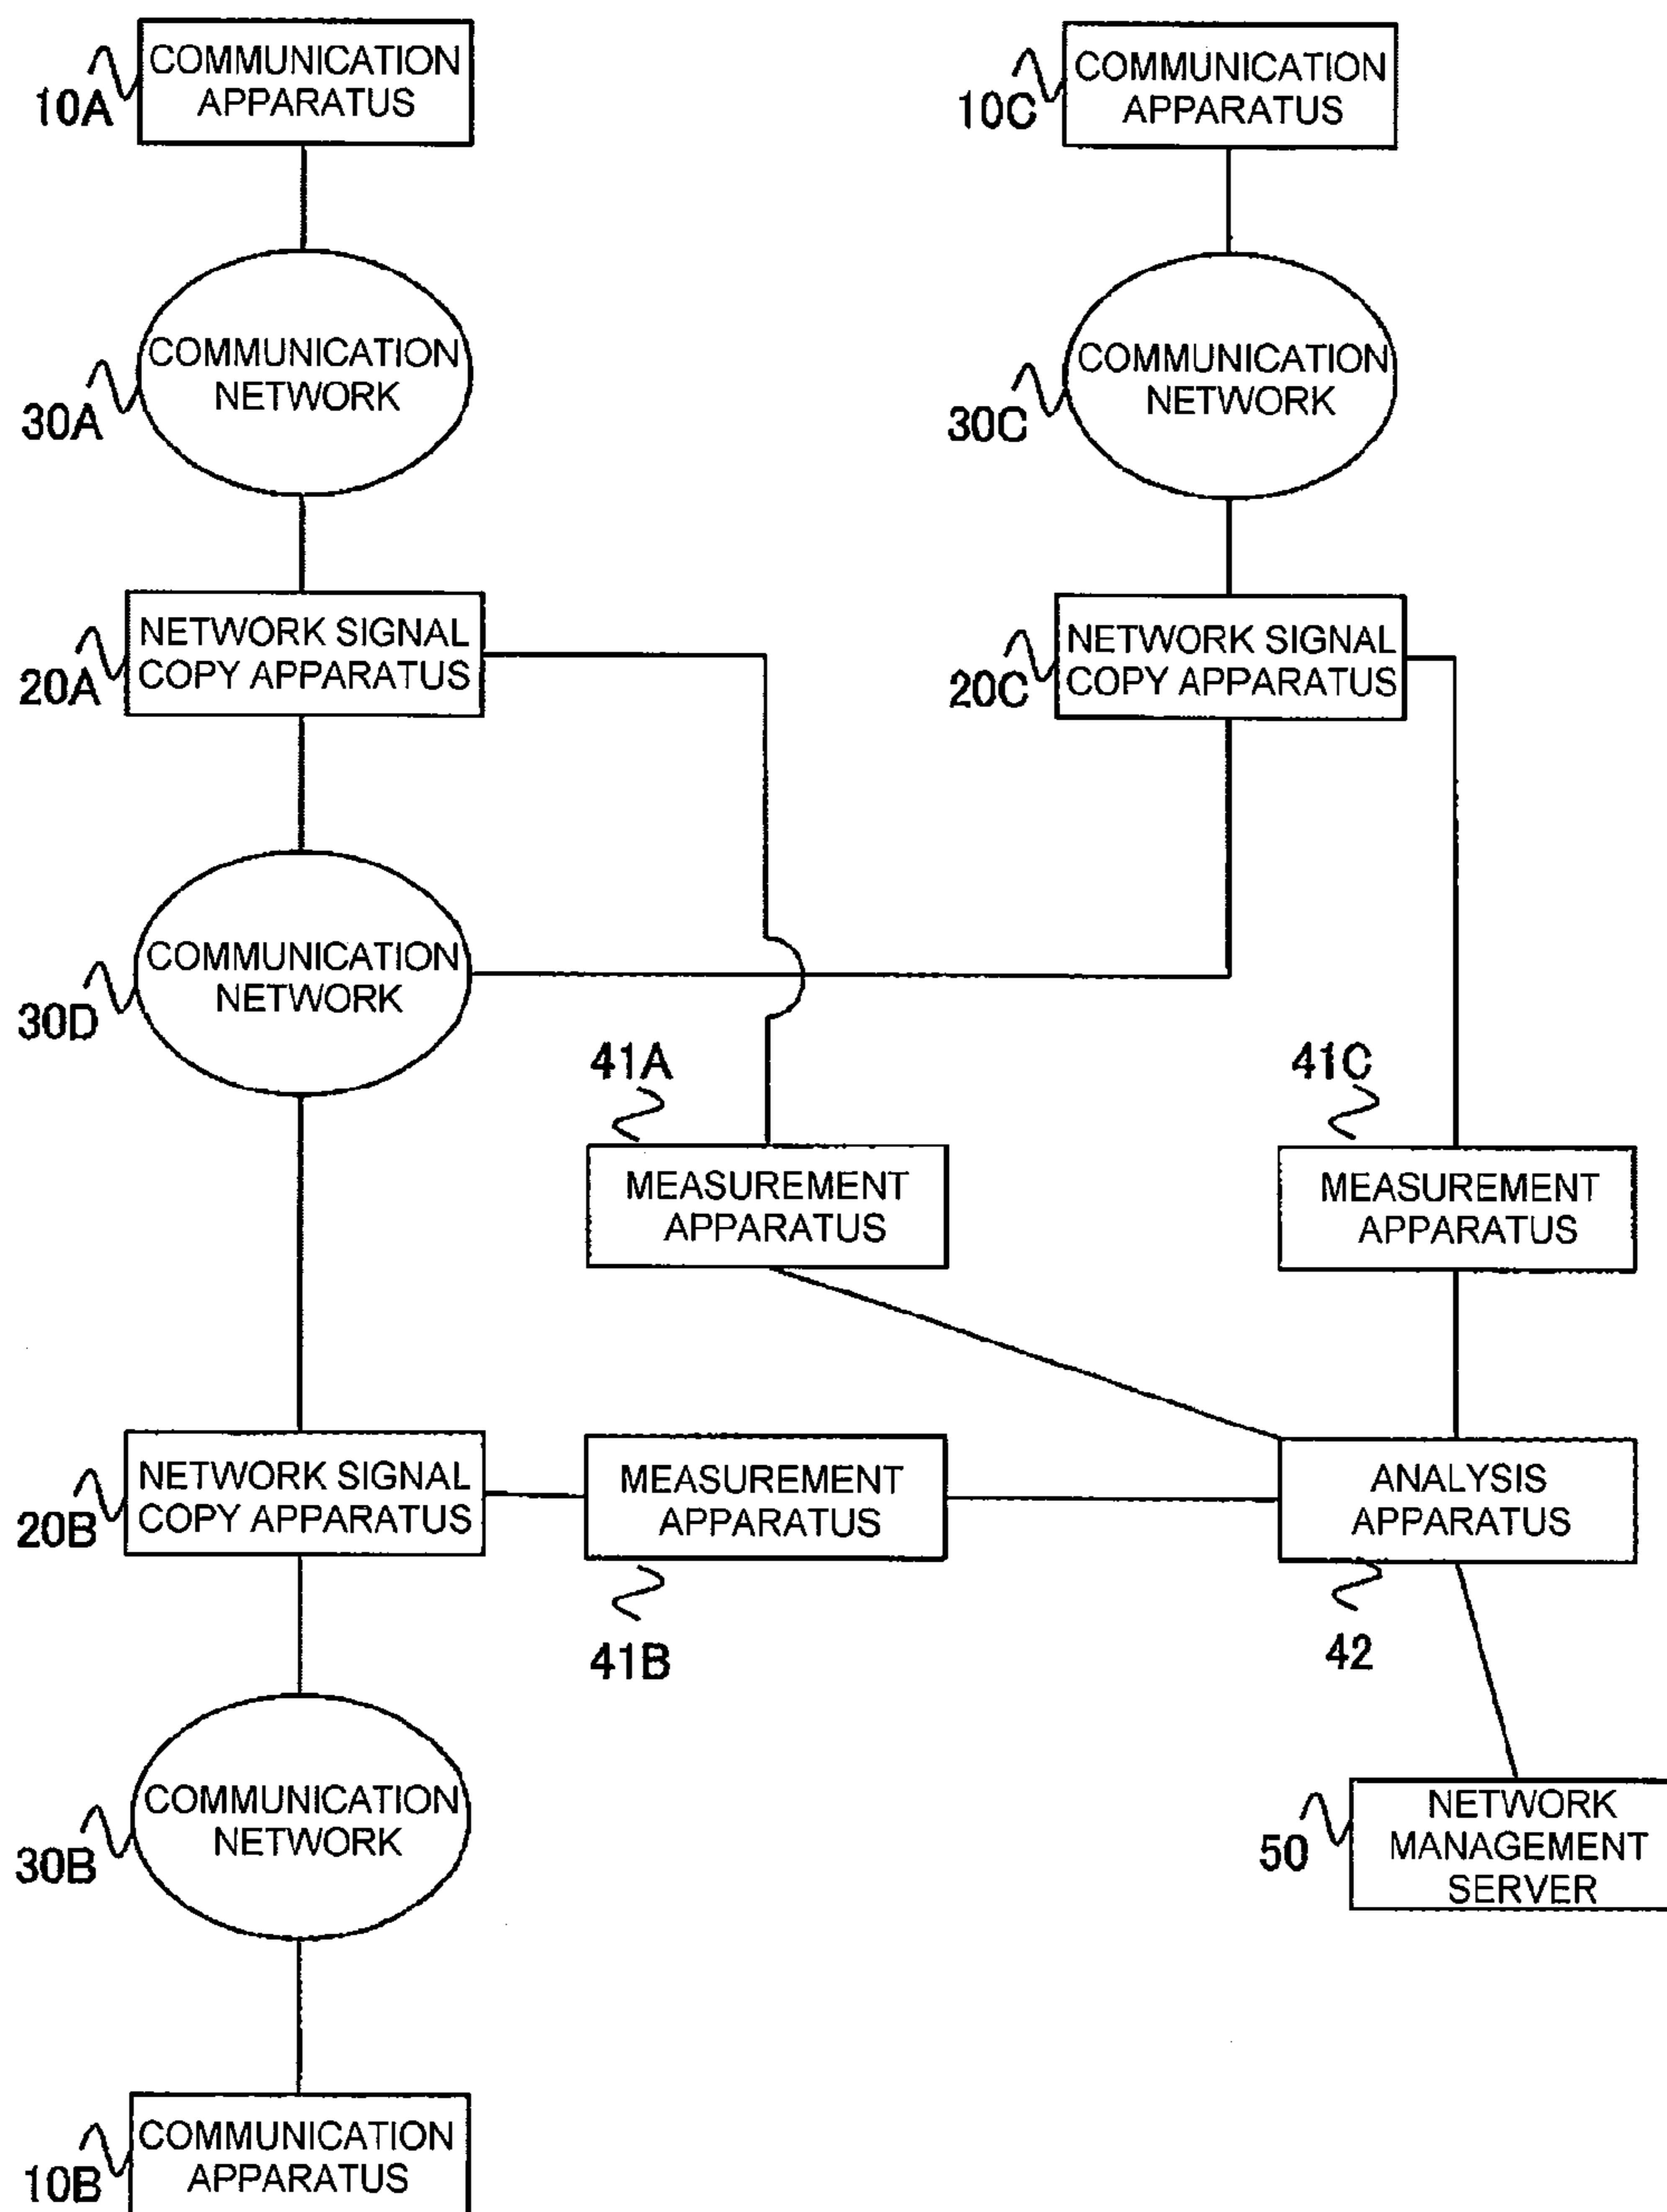 COMMUNICATION
APPARATUS
10A
COMMUNICATION
APPARATUS
10C
COMMUNICATION
NETWORK
30A
COMMUNICATION
NETWORK
30C
NETWORK SIGNAL
COPY APPARATUS
20A
NETWORK SIGNAL
COPY APPARATUS
20C
COMMUNICATION
NETWORK
30D
41A
MEASUREMENT
APPARATUS
41C
MEASUREMENT
APPARATUS
NETWORK SIGNAL
COPY APPARATUS
20B
MEASUREMENT
APPARATUS
41B
ANALYSIS
APPARATUS
42
COMMUNICATION
NETWORK
30B
NETWORK
MANAGEMENT
SERVER
50
COMMUNICATION
APPARATUS
10B